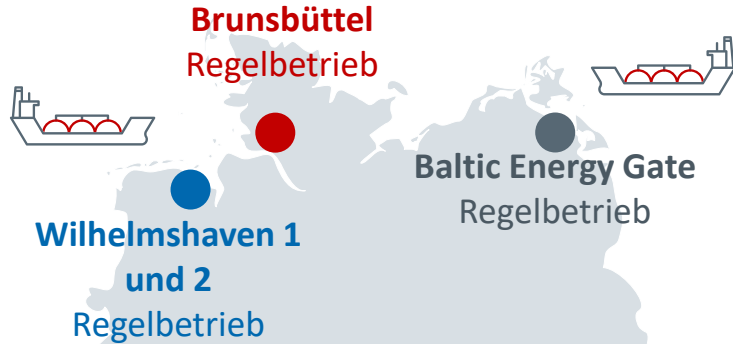 Brunsbüttel
Regelbetrieb
Baltic Energy Gate
Regelbetrieb
Wilhelmshaven 1
und 2
Regelbetrieb